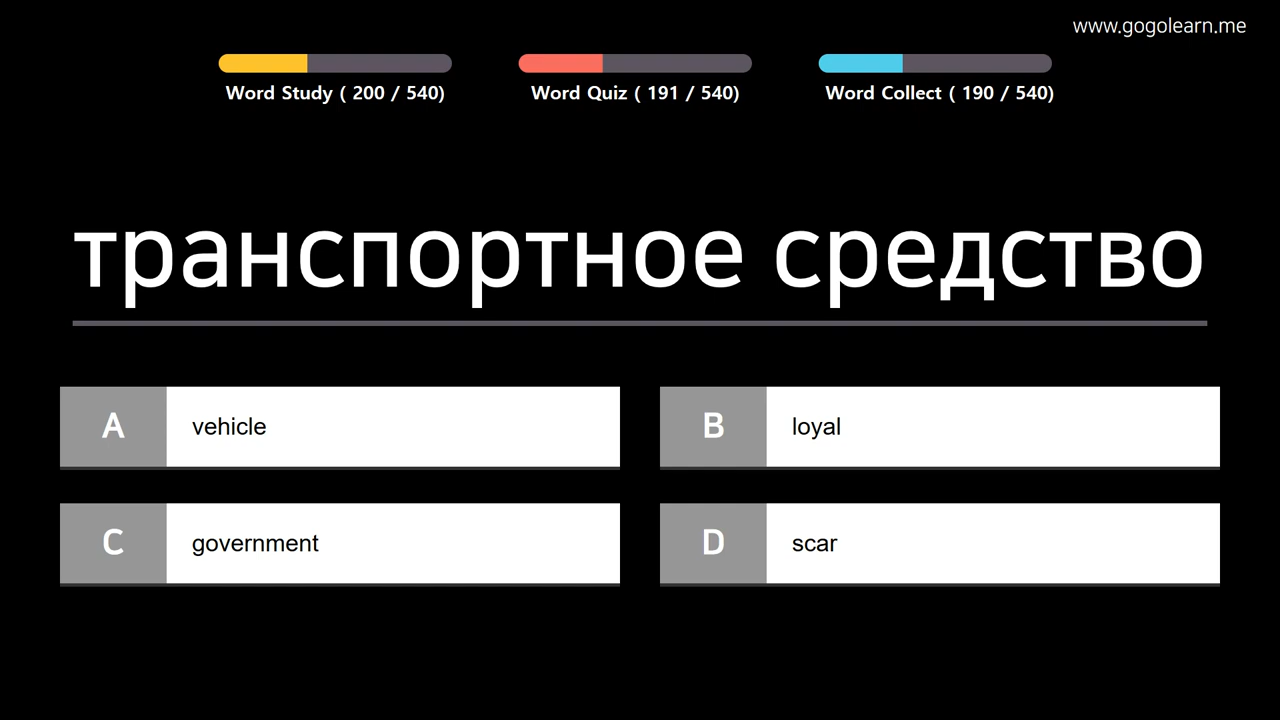 www.gogolearn.me
Word Study ( 200 / 540)
Word Quiz ( 191 / 540)
Word Collect ( 190 / 540)
транспортное средство
A vehicle
B loyal
C government
D scar